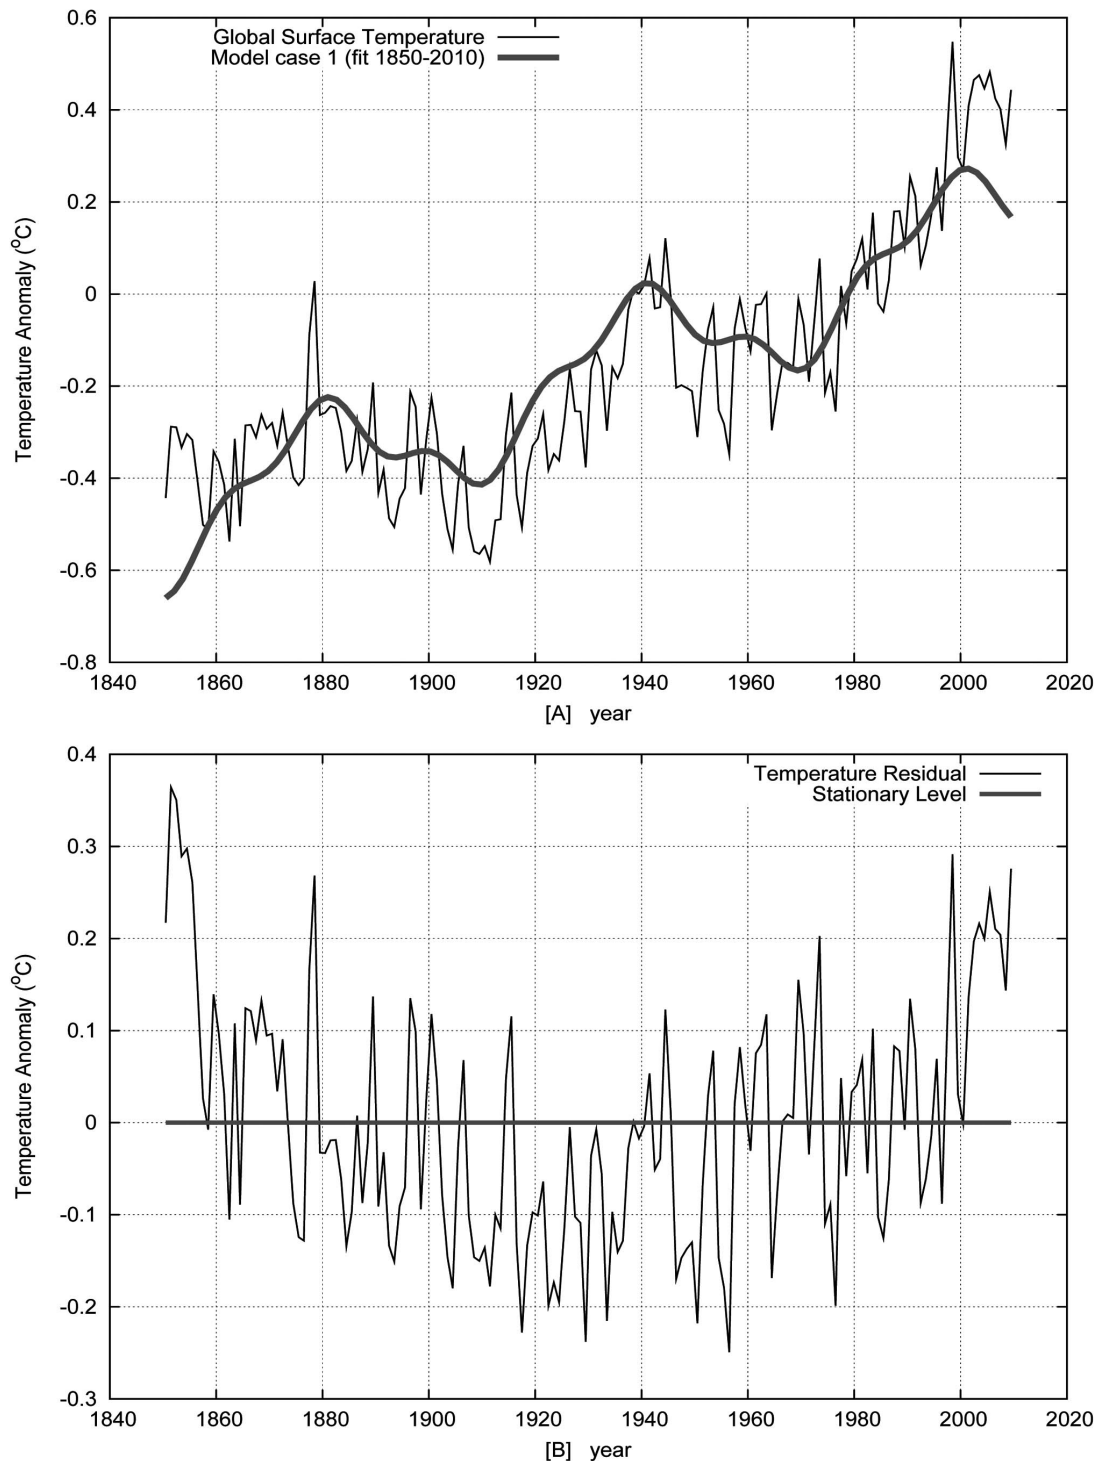 0.6
Global Surface Temperature
Model case 1 (fit 1850-2010)
0.4
0.2
0
-0.2
-0.4
-0.6
-0.8
Temperature Anomaly (°C)
1840 1860 1880 1900 1920 1940 1960 1980 2000 2020
[A] year
0.4
Temperature Residual
Stationary Level
0.3
0.2
0.1
0
-0.1
-0.2
-0.3
Temperature Anomaly (°C)
1840 1860 1880 1900 1920 1940 1960 1980 2000 2020
[B] year